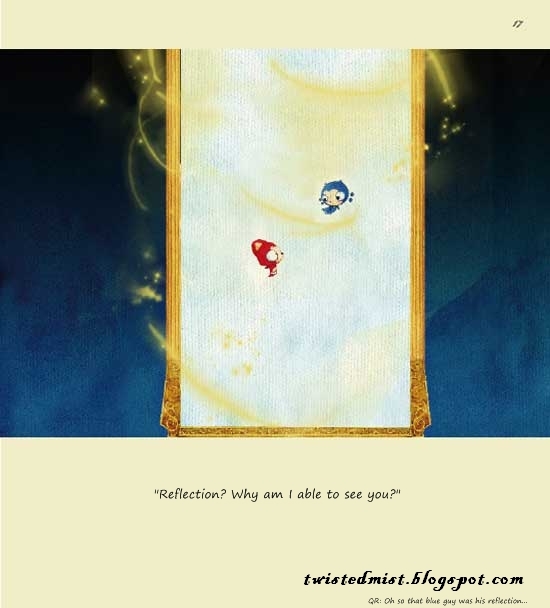 17
"Reflection? Why am I able to see you?"
twistedmist.blogspot.com
QR: Oh so that blue guy was his reflection...